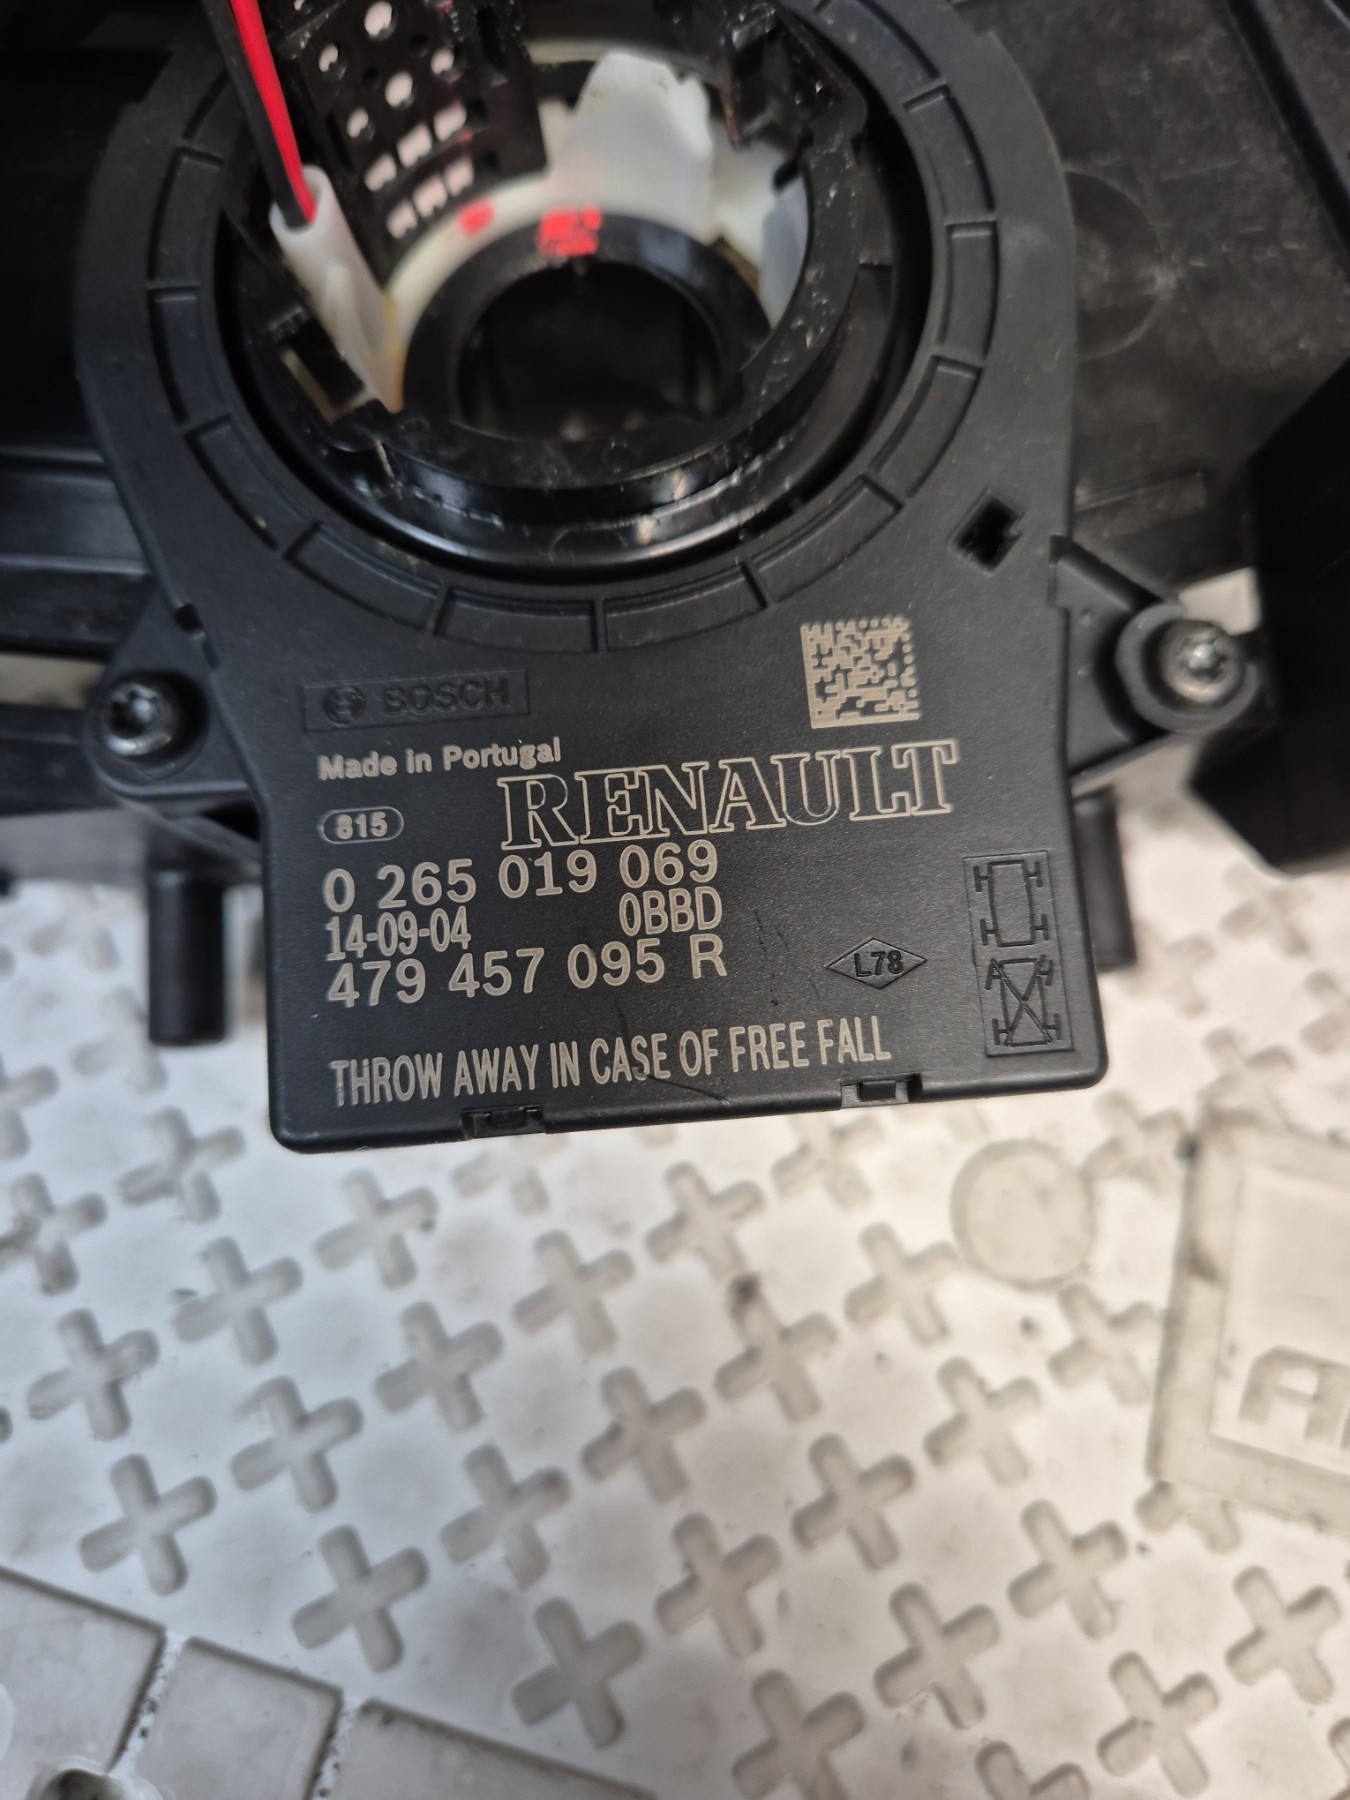 BOSCH
Made in Portugal
RENAULT
815
0 265 019 069
14-09-04 0BBD
479 457 095 R
L78
THROW AWAY IN CASE OF FREE FALL